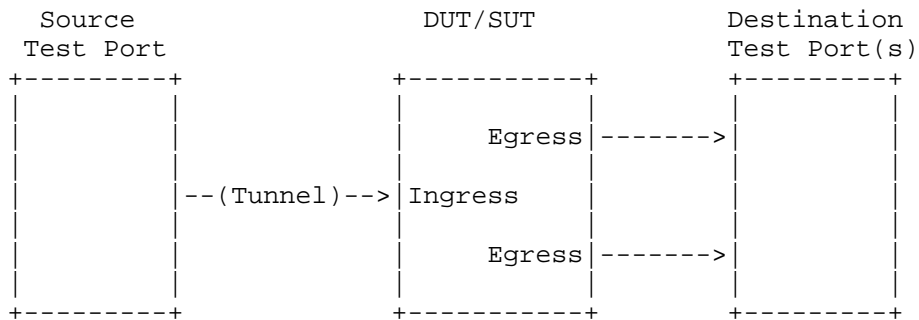 Source DUT/SUT Destination
Test Port Test Port(s)
+---------+ +-----------+ +---------+
| | | | | |
| | | Egress|------->| |
| | | | | |
| |--(Tunnel)-->|Ingress | | |
| | | | | |
| | | Egress|------->| |
| | | | | |
+---------+ +-----------+ +---------+